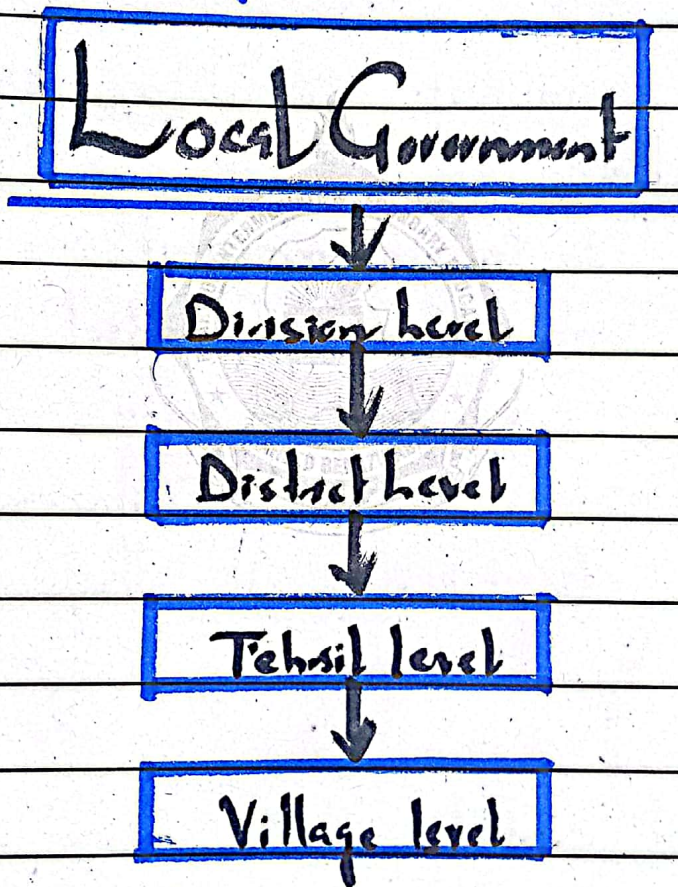 Local Government
Division Level
District Level
Tehsil level
Village level